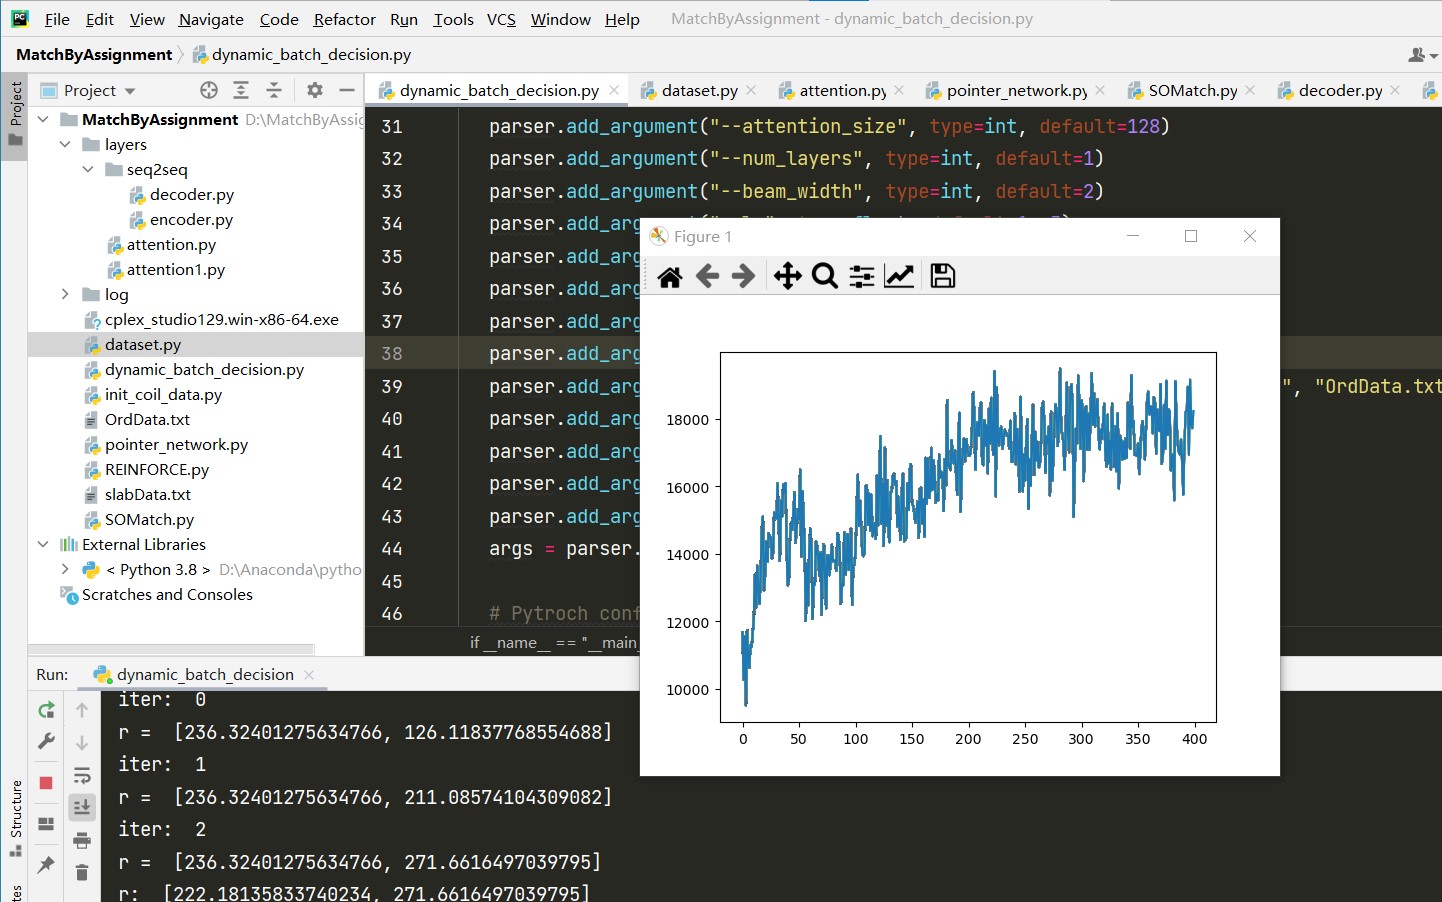 File Edit View Navigate Code Refactor Run Tools VCS Window Help MatchByAssignment - dynamic_batch_decision.py
MatchByAssignment dynamic_batch_decision.py
Project
Project
dynamic_batch_decision.py dataset.py attention.py pointer_network.py SOMatch.py decoder.py
MatchByAssignment D:\MatchByAssig
layers
seq2seq
decoder.py
encoder.py
attention.py
attention1.py
log
cplex_studio129.win-x86-64.exe
dataset.py
dynamic_batch_decision.py
init_coil_data.py
OrdData.txt
pointer_network.py
REINFORCE.py
slabData.txt
SOMatch.py
External Libraries
< Python 3.8 > D:\Anaconda\pytho
Scratches and Consoles
31 parser.add_argument("--attention_size", type=int, default=128)
32 parser.add_argument("--num_layers", type=int, default=1)
33 parser.add_argument("--beam_width", type=int, default=2)
34 parser.add_arg
35 parser.add_arg
36 parser.add_arg
37 parser.add_arg
38 parser.add_arg
39 parser.add_arg ", "OrdData.txt
40 parser.add_arg
41 parser.add_arg
42 parser.add_arg
43 parser.add_arg
44 args = parser.
45
46 # Pytroch conf
if __name__ == "__main_
Figure 1
18000
16000
14000
12000
10000
0 50 100 150 200 250 300 350 400
Run: dynamic_batch_decision
iter: 0
r = [236.32401275634766, 126.11837768554688]
iter: 1
r = [236.32401275634766, 211.08574104309082]
iter: 2
r = [236.32401275634766, 271.6616497039795]
r: [222.18135833740234, 271.6616497039795]
Structure